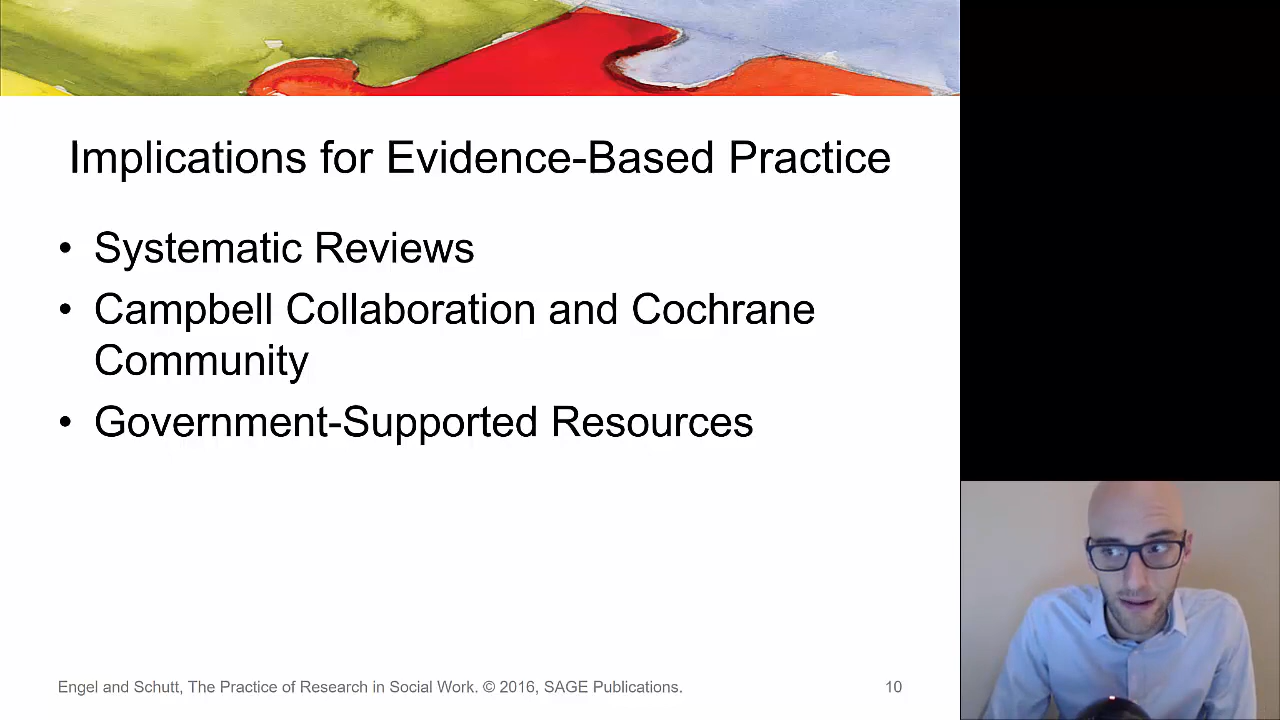 Implications for Evidence-Based Practice
• Systematic Reviews
• Campbell Collaboration and Cochrane
Community
• Government-Supported Resources
Engel and Schutt, The Practice of Research in Social Work. © 2016, SAGE Publications.
10